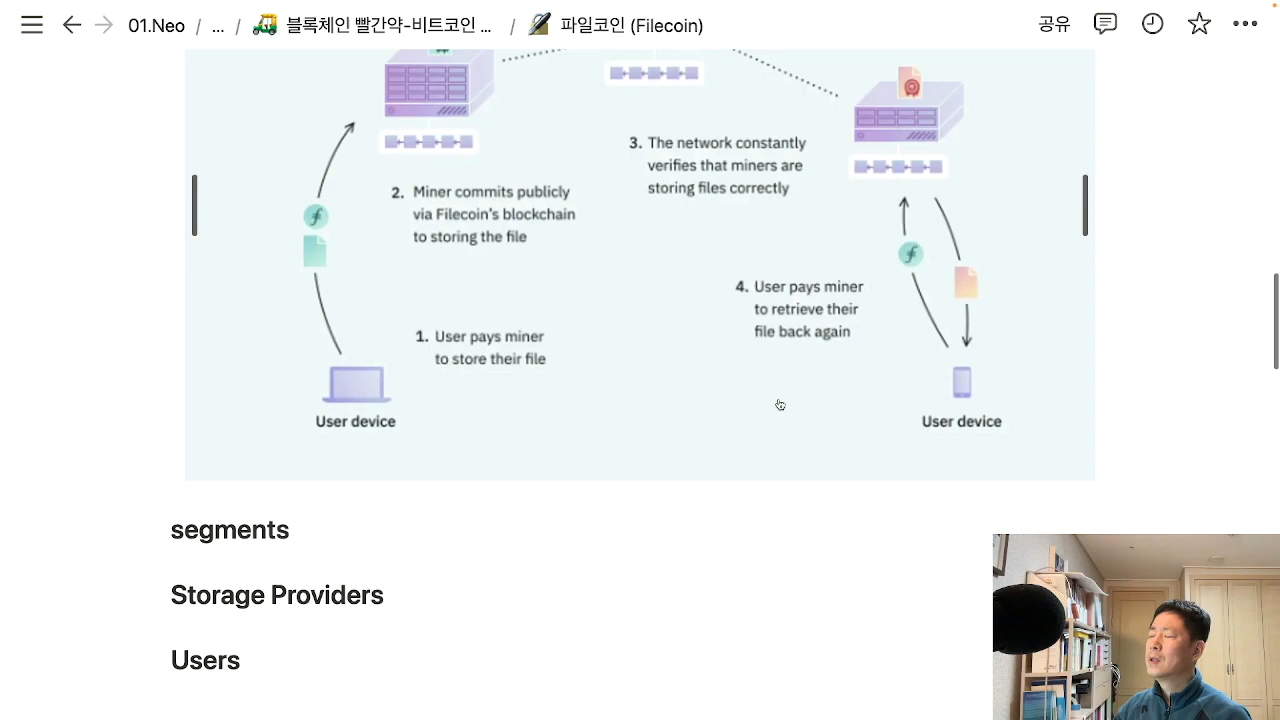 01.Neo / ... / 블록체인 빨간약-비트코인 ... / 파일코인 (Filecoin)
공유
3. The network constantly
verifies that miners are
storing files correctly
2. Miner commits publicly
via Filecoin's blockchain
to storing the file
4. User pays miner
to retrieve their
file back again
1. User pays miner
to store their file
User device
User device
segments
Storage Providers
Users